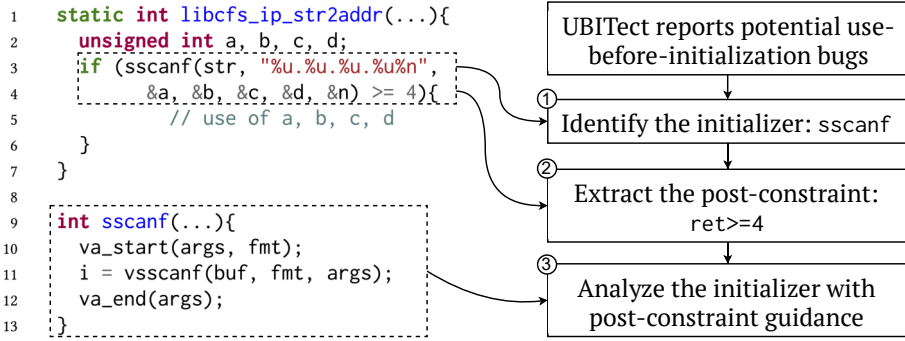 1 static int libcfs_ip_str2addr(...){
2 unsigned int a, b, c, d;
3 if (sscanf(str, "%u.%u.%u.%u%n",
4 &a, &b, &c, &d, &n) >= 4){
5 // use of a, b, c, d
6 }
7 }
8
9 int sscanf(...){
10 va_start(args, fmt);
11 i = vsscanf(buf, fmt, args);
12 va_end(args);
13 }
UBITect reports potential use-
before-initialization bugs
1
Identify the initializer: sscanf
2
Extract the post-constraint:
ret>=4
3
Analyze the initializer with
post-constraint guidance